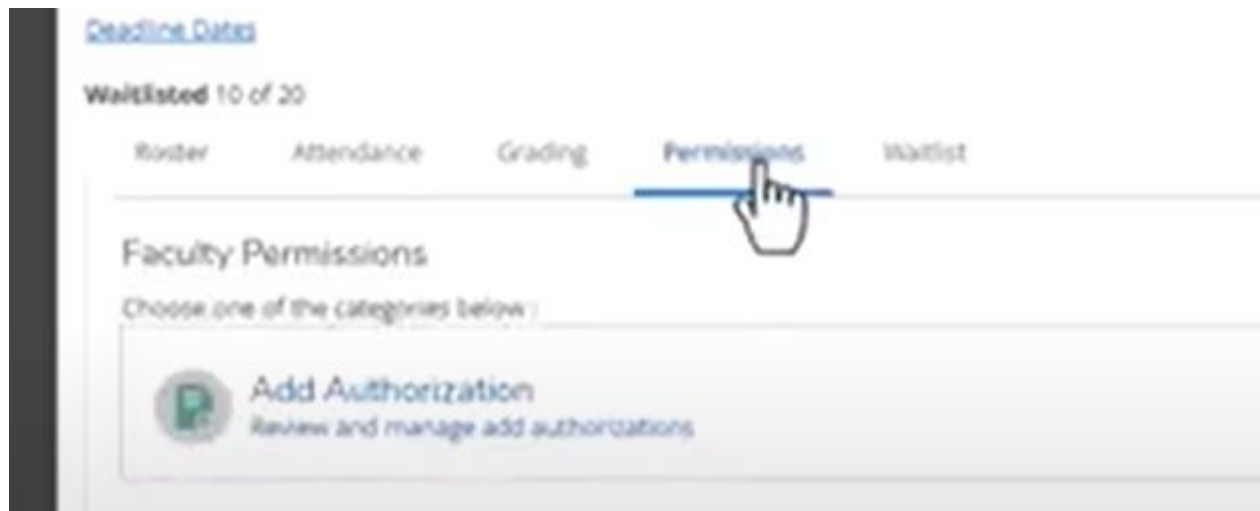 Deadline Dates
Waitlisted 10 of 20
Roster Attendance Grading Permissions Waitlist
Faculty Permissions
Choose one of the categories below:
Add Authorization
Review and manage add authorizations